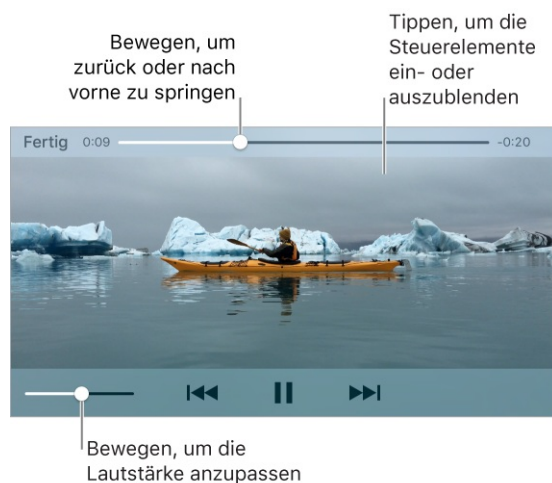 Tippen, um die
Steuerelemente
ein- oder
auszublenden
Bewegen, um
zurück oder nach
vorne zu springen
Fertig 0:09 -0:20
Bewegen, um die
Lautstärke anzupassen